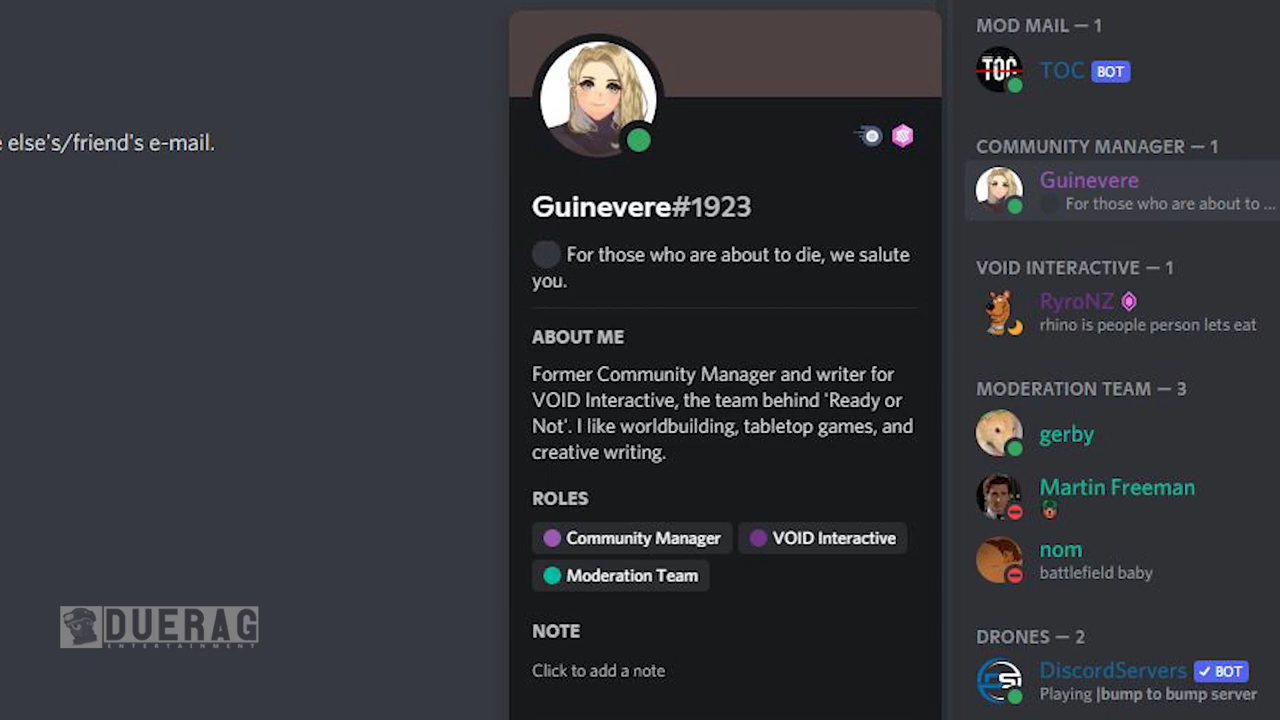 else's/friend's e-mail.
Guinevere#1923
For those who are about to die, we salute
you.
ABOUT ME
Former Community Manager and writer for
VOID Interactive, the team behind 'Ready or
Not'. I like worldbuilding, tabletop games, and
creative writing.
ROLES
Community Manager
VOID Interactive
Moderation Team
NOTE
Click to add a note
MOD MAIL — 1
TOC
TOC BOT
COMMUNITY MANAGER — 1
Guinevere
For those who are about to ...
VOID INTERACTIVE — 1
RyroNZ
rhino is people person lets eat
MODERATION TEAM — 3
gerby
Martin Freeman
nom
battlefield baby
DRONES — 2
DiscordServers BOT
Playing |bump to bump server
DUERAG
ENTERTAINMENT